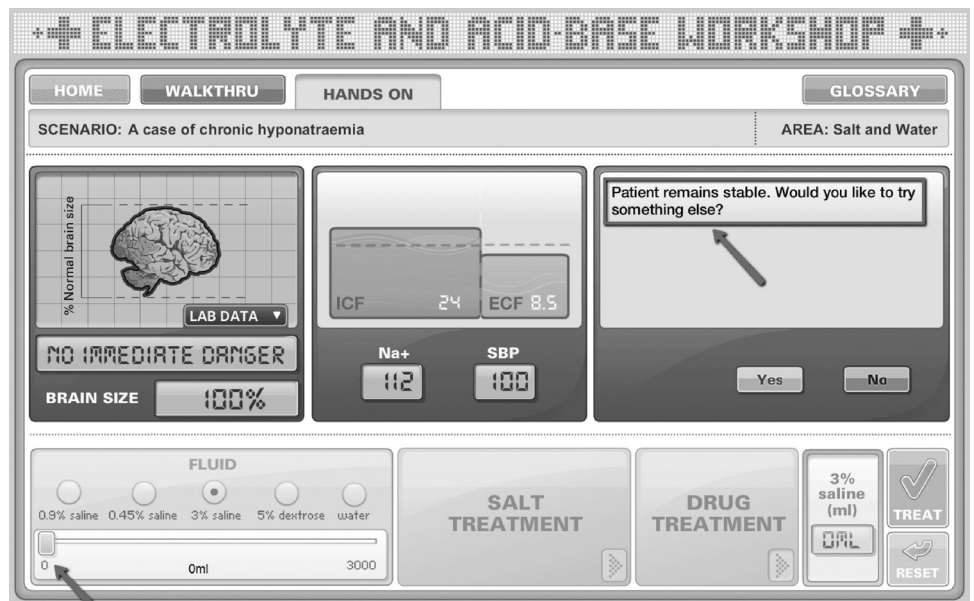 ELECTROLYTE AND ACID-BASE WORKSHOP
HOME
WALKTHRU
HANDS ON
GLOSSARY
SCENARIO: A case of chronic hyponatraemia
AREA: Salt and Water
% Normal brain size
LAB DATA
NO IMMEDIATE DANGER
BRAIN SIZE
100%
ICF
24
ECF
8.5
Na+
SBP
112
100
Patient remains stable. Would you like to try
something else?
Yes
No
FLUID
0.9% saline
0.45% saline
3% saline
5% dextrose
water
0
0ml
3000
SALT
TREATMENT
DRUG
TREATMENT
3%
saline
(ml)
0ML
TREAT
RESET